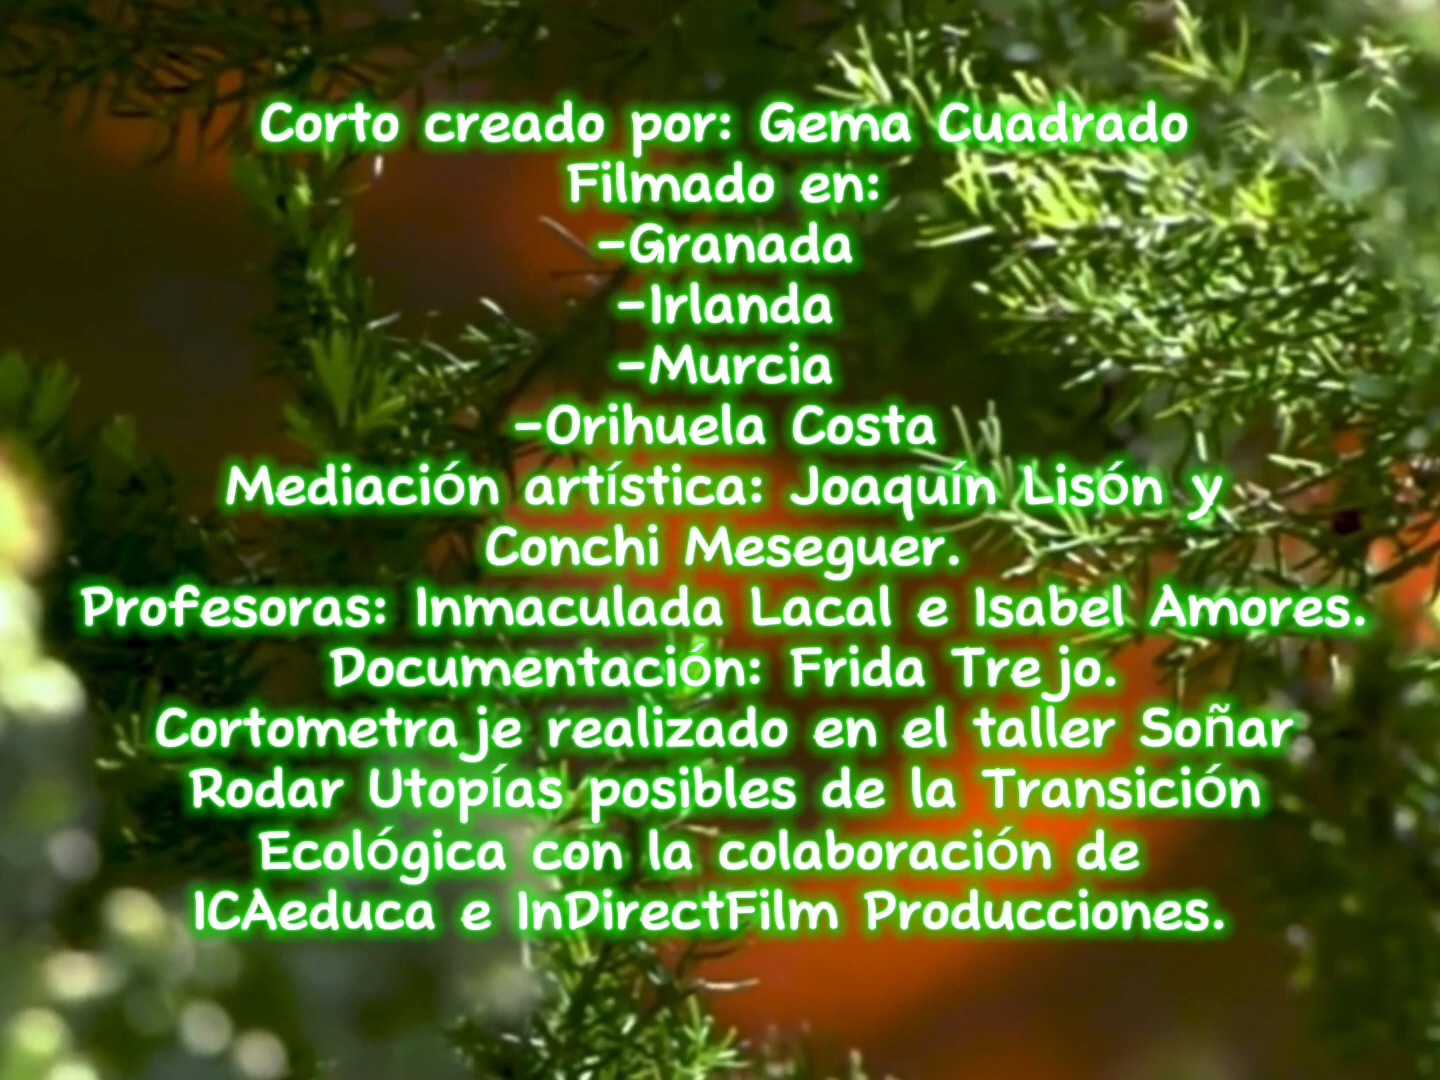 Corto creado por: Gema Cuadrado
Filmado en:
-Granada
-Irlanda
-Murcia
-Orihuela Costa
Mediación artística: Joaquín Lisón y
Conchi Meseguer.
Profesoras: Inmaculada Lacal e Isabel Amores.
Documentación: Frida Trejo.
Cortometraje realizado en el taller Soñar
Rodar Utopías posibles de la Transición
Ecológica con la colaboración de
ICAeduca e InDirectFilm Producciones.